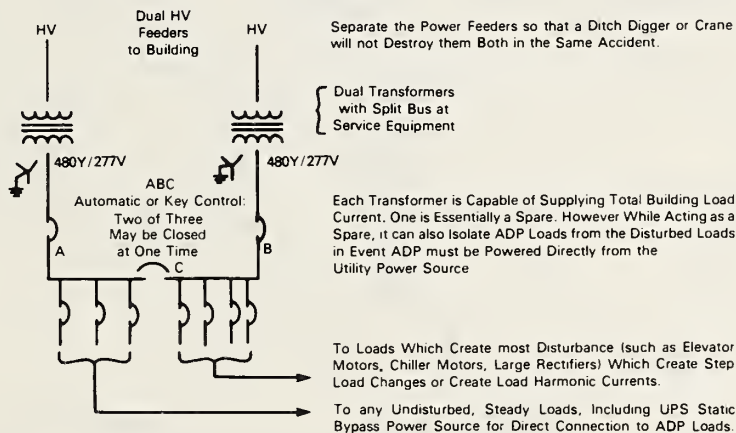 HV
Dual HV
Feeders
to Building
HV
Separate the Power Feeders so that a Ditch Digger or Crane
will not Destroy them Both in the Same Accident.
Dual Transformers
with Split Bus at
Service Equipment
480Y/277V
480Y/277V
ABC
Automatic or Key Control:
Two of Three
May be Closed
at One Time
A
B
C
Each Transformer is Capable of Supplying Total Building Load
Current. One is Essentially a Spare. However While Acting as a
Spare, it can also Isolate ADP Loads from the Disturbed Loads
in Event ADP must be Powered Directly from the
Utility Power Source
To Loads Which Create most Disturbance (such as Elevator
Motors, Chiller Motors, Large Rectifiers) Which Create Step
Load Changes or Create Load Harmonic Currents.
To any Undisturbed, Steady Loads, Including UPS Static
Bypass Power Source for Direct Connection to ADP Loads.